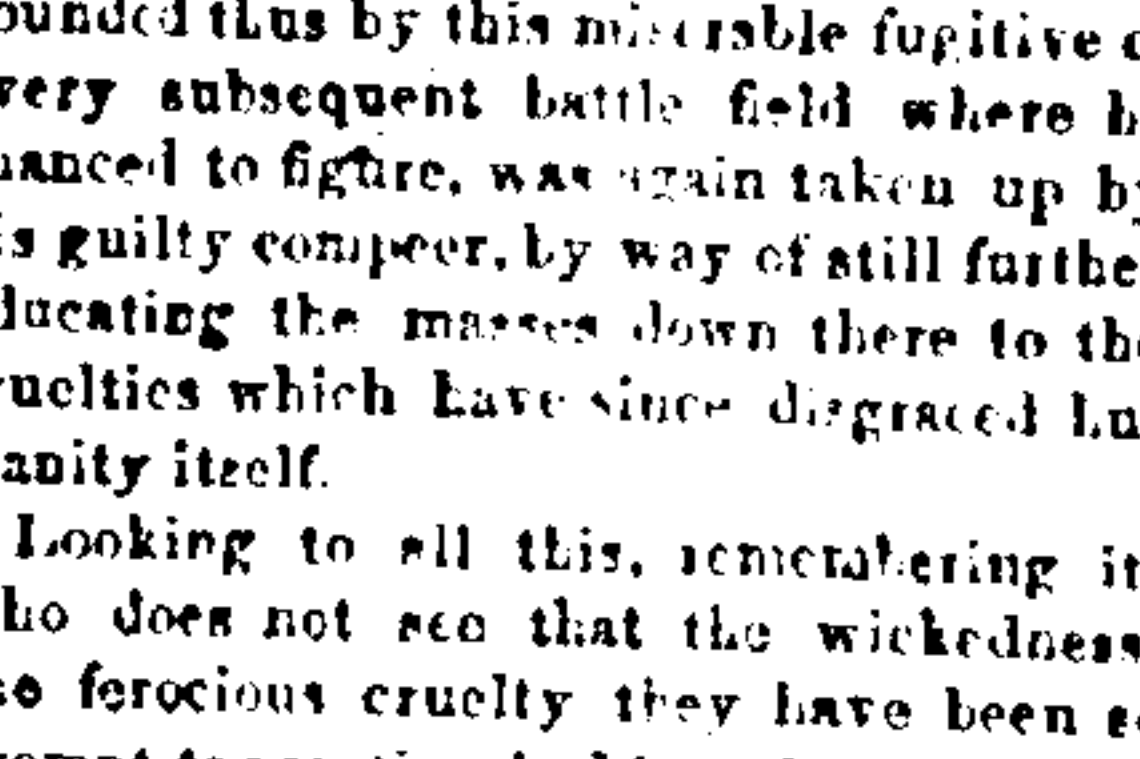 ounded thus by this miserable fugitive o
very subsequent battle field where h
hanced to figure, was again taken up by
is guilty compeer, by way of still furthe
ducating the masses down there to the
ruelties which have since disgraced hu
anity itself.
Looking to all this, remembering it
ho does not see that the wickedness
so ferocious cruelty they have been so